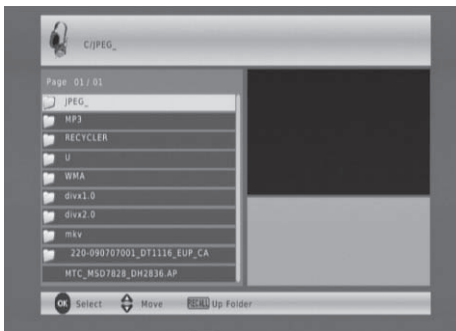 C/JPEG_
Page 01/01
JPEG_
MP3
RECYCLER
U
WMA
divx1.0
divx2.0
mkv
220-090707001_DT1116_EUP_CA
MTC_MSD7828_DH2836.AP
OK Select Move RECALL Up Folder